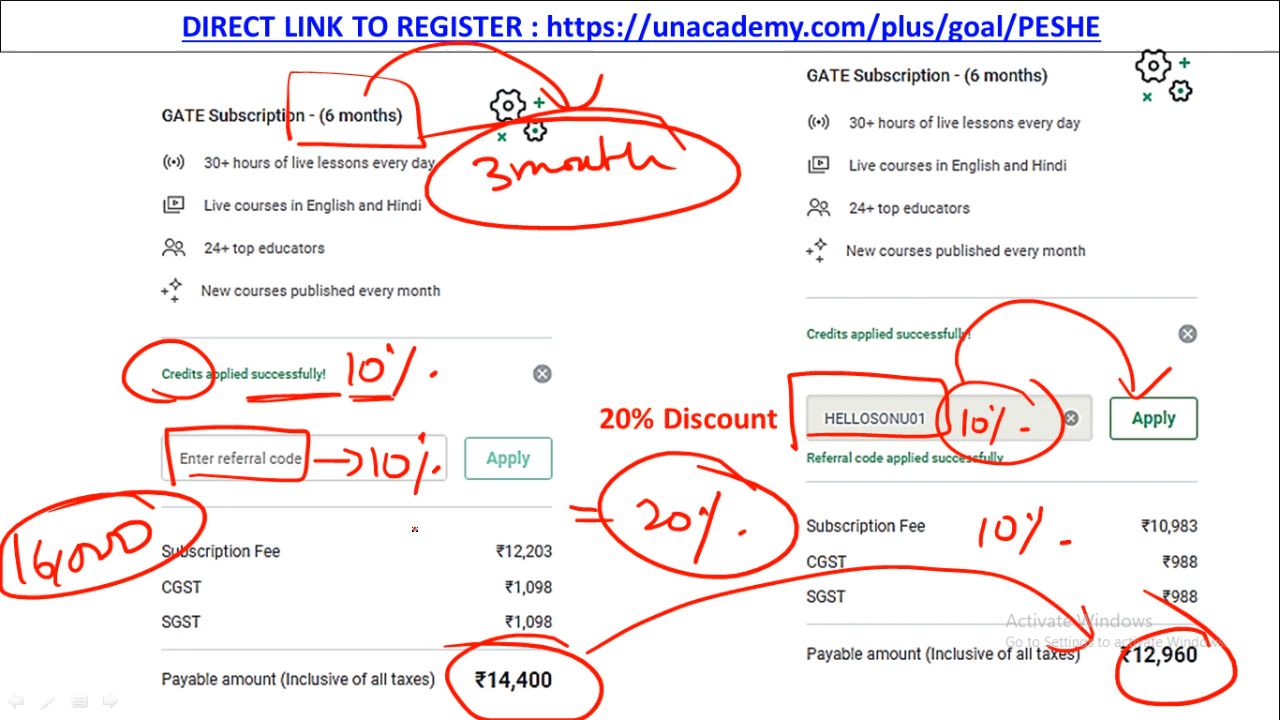 DIRECT LINK TO REGISTER : https://unacademy.com/plus/goal/PESHE
GATE Subscription - (6 months)
3 month
30+ hours of live lessons every day
Live courses in English and Hindi
24+ top educators
New courses published every month
Credits applied successfully!
10%.
Enter referral code
→10%.
Apply
16,000
Subscription Fee
₹12,203
CGST
₹1,098
SGST
₹1,098
Payable amount (Inclusive of all taxes)
₹14,400
20% Discount
= 20%.
GATE Subscription - (6 months)
30+ hours of live lessons every day
Live courses in English and Hindi
24+ top educators
New courses published every month
Credits applied successfully!
HELLOSONU01
10%.
Apply
Referral code applied successfully
10%.
Subscription Fee
₹10,983
CGST
₹988
SGST
₹988
Activate Windows
Go to Settings to activate Windows.
Payable amount (Inclusive of all taxes)
₹12,960